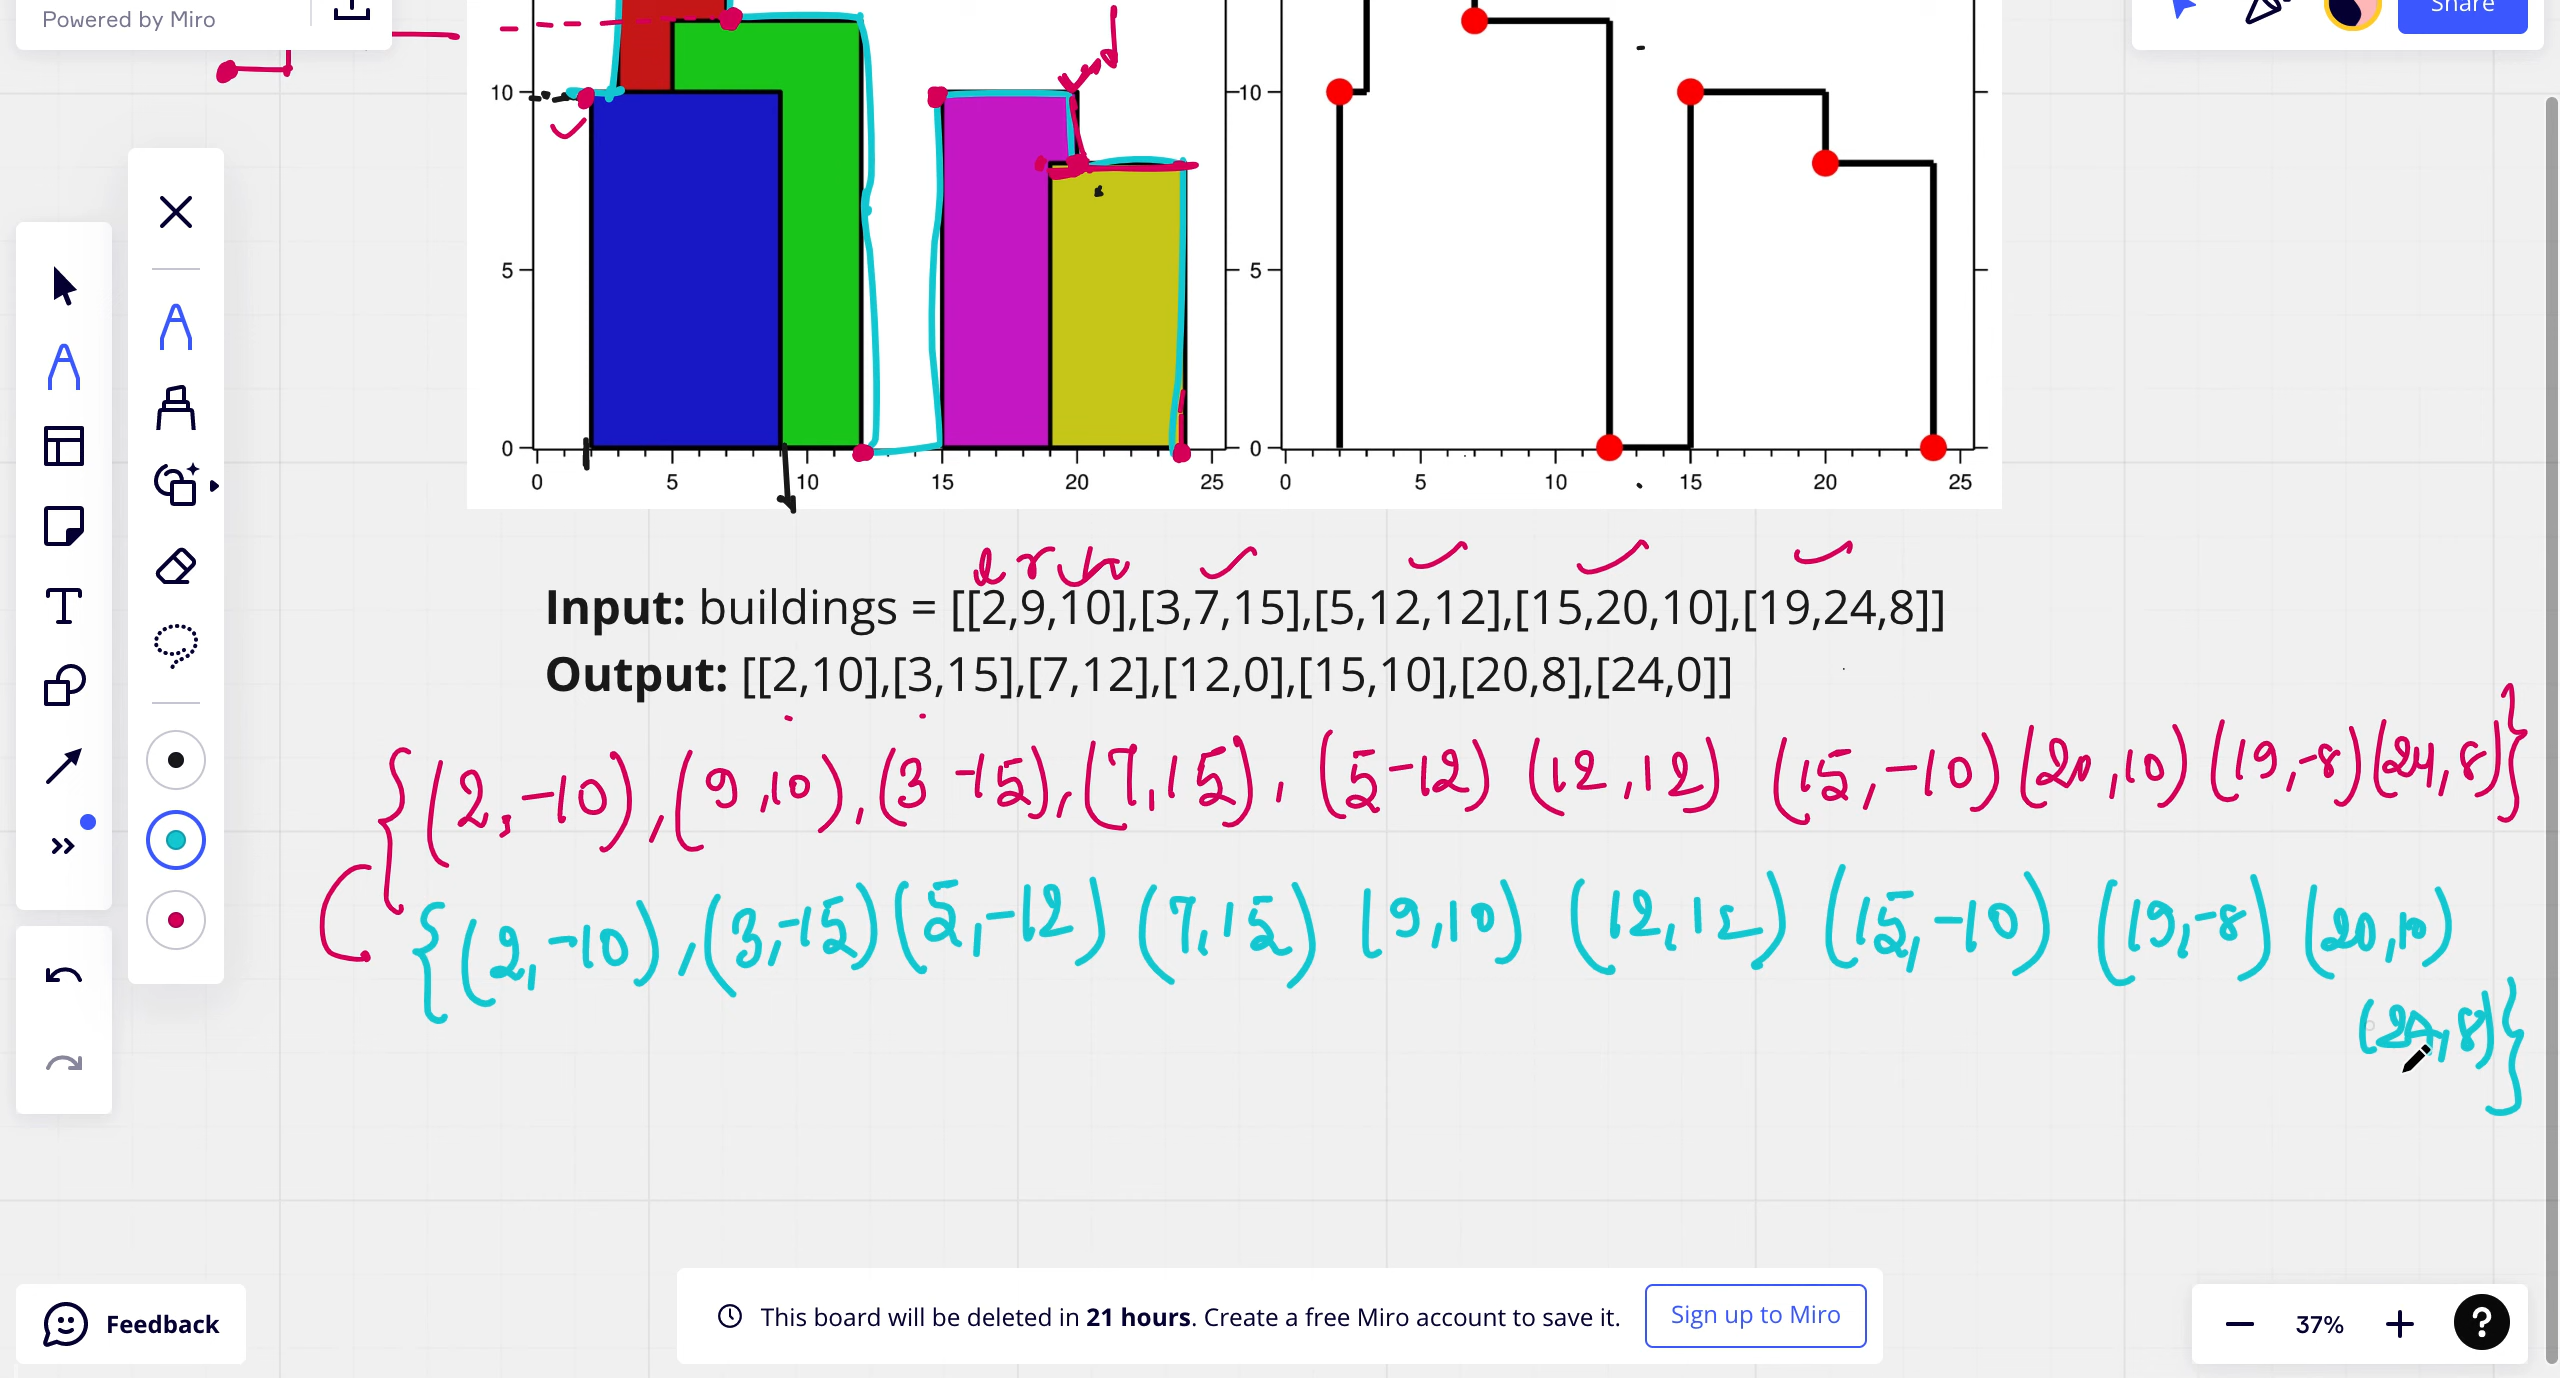 Powered by Miro
Share
10
5
0
0 5 10 15 20 25
10
5
0
0 5 10 15 20 25
l r h
Input: buildings = [[2,9,10],[3,7,15],[5,12,12],[15,20,10],[19,24,8]]
Output: [[2,10],[3,15],[7,12],[12,0],[15,10],[20,8],[24,0]]
{(2,-10),(9,10),(3 -15),(7,15),(5-12) (12,12) (15,-10) (20,10) (19,-8) (24,8)}
{(2,-10),(3,-15) (5,-12) (7,15) (9,10) (12,12) (15,-10) (19,-8) (20,10)
(24,8)}
Feedback
This board will be deleted in 21 hours. Create a free Miro account to save it.
Sign up to Miro
37%